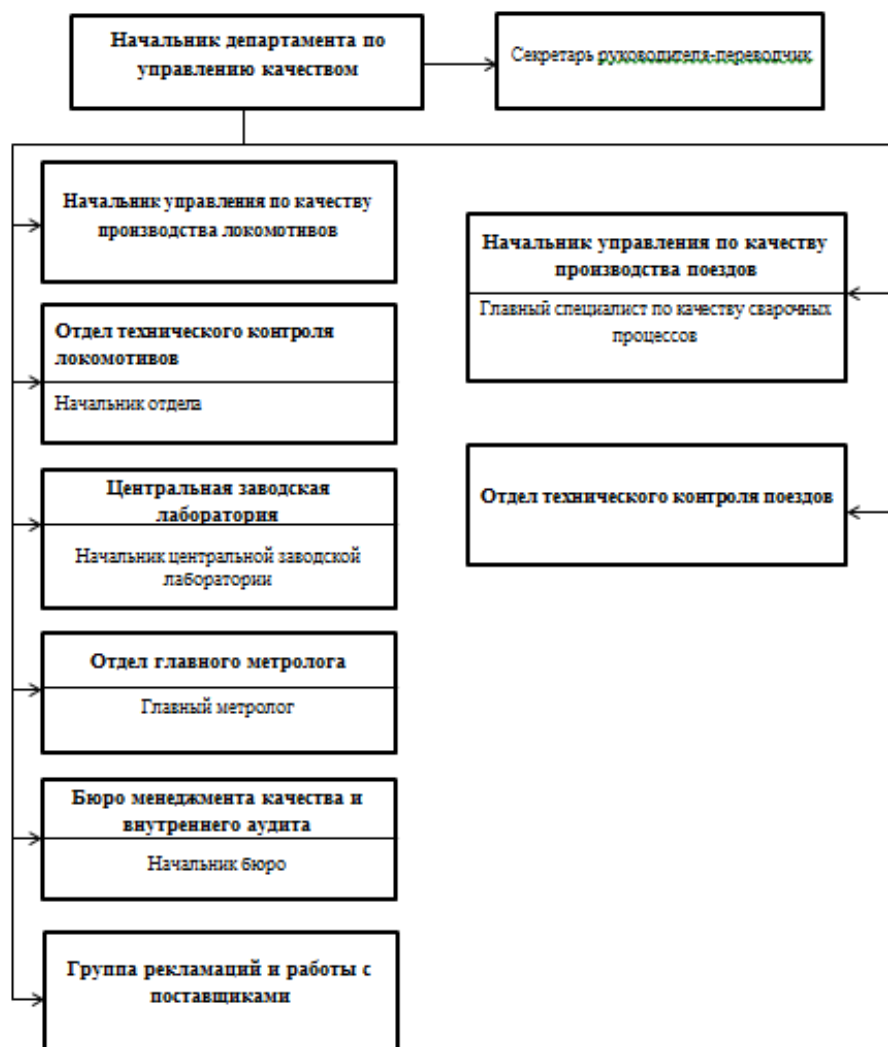 Начальник департамента по
управлению качеством
Секретарь руководителя-переводчик
Начальник управления по качеству
производства локомотивов
Отдел технического контроля
локомотивов
Начальник отдела
Центральная заводская
лаборатория
Начальник центральной заводской
лаборатории
Отдел главного метролога
Главный метролог
Бюро менеджмента качества и
внутреннего аудита
Начальник бюро
Группа рекламаций и работы с
поставщиками
Начальник управления по качеству
производства поездов
Главный специалист по качеству сварочных
процессов
Отдел технического контроля поездов